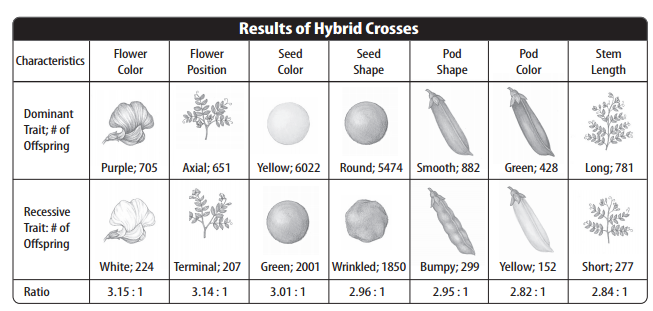 Results of Hybrid Crosses
Characteristics
Flower
Color
Flower
Position
Seed
Color
Seed
Shape
Pod
Shape
Pod
Color
Stem
Length
Dominant
Trait; # of
Offspring
Purple; 705
Axial; 651
Yellow; 6022
Round; 5474
Smooth; 882
Green; 428
Long; 781
Recessive
Trait: # of
Offspring
White; 224
Terminal; 207
Green; 2001
Wrinkled; 1850
Bumpy; 299
Yellow; 152
Short; 277
Ratio
3.15 : 1
3.14 : 1
3.01 : 1
2.96 : 1
2.95 : 1
2.82 : 1
2.84 : 1